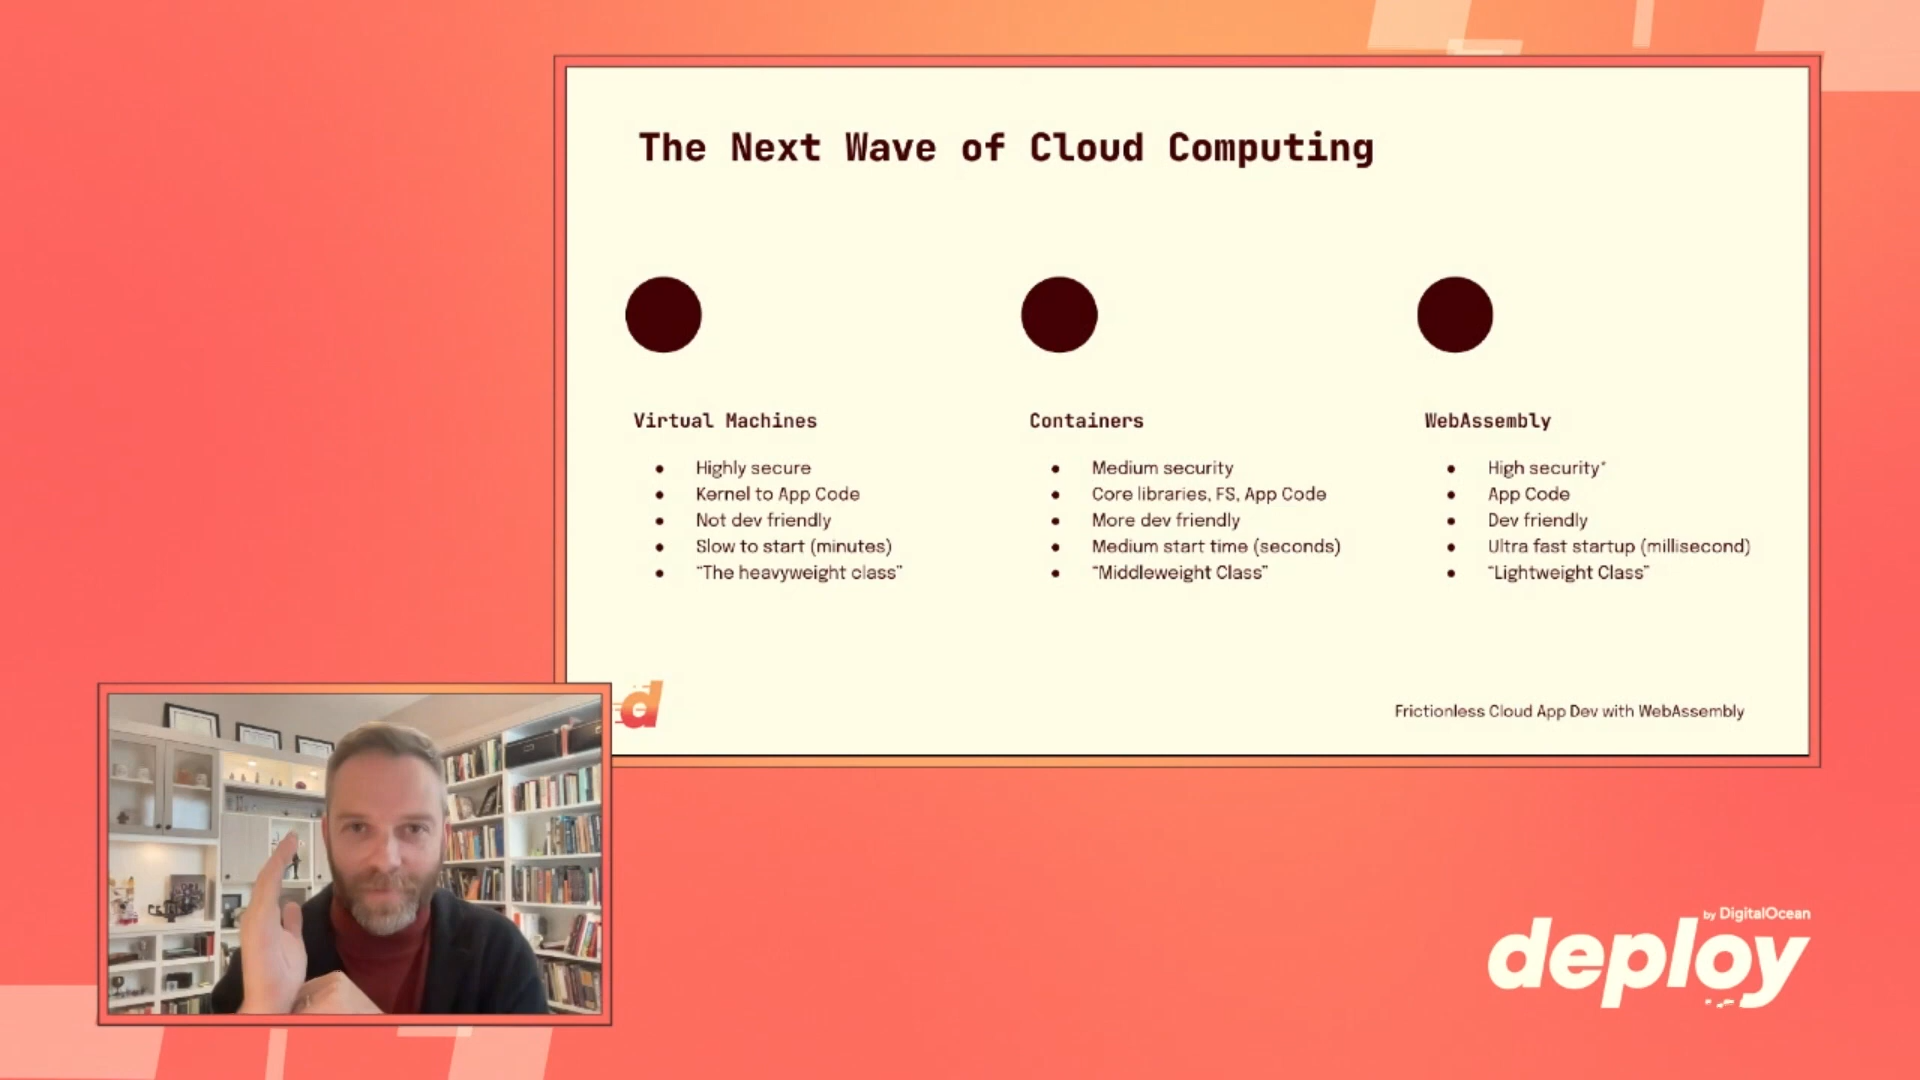 The Next Wave of Cloud Computing
Virtual Machines
• Highly secure
• Kernel to App Code
• Not dev friendly
• Slow to start (minutes)
• “The heavyweight class”
Containers
• Medium security
• Core libraries, FS, App Code
• More dev friendly
• Medium start time (seconds)
• “Middleweight Class”
WebAssembly
• High security*
• App Code
• Dev friendly
• Ultra fast startup (millisecond)
• “Lightweight Class”
d
Frictionless Cloud App Dev with WebAssembly
by DigitalOcean
deploy